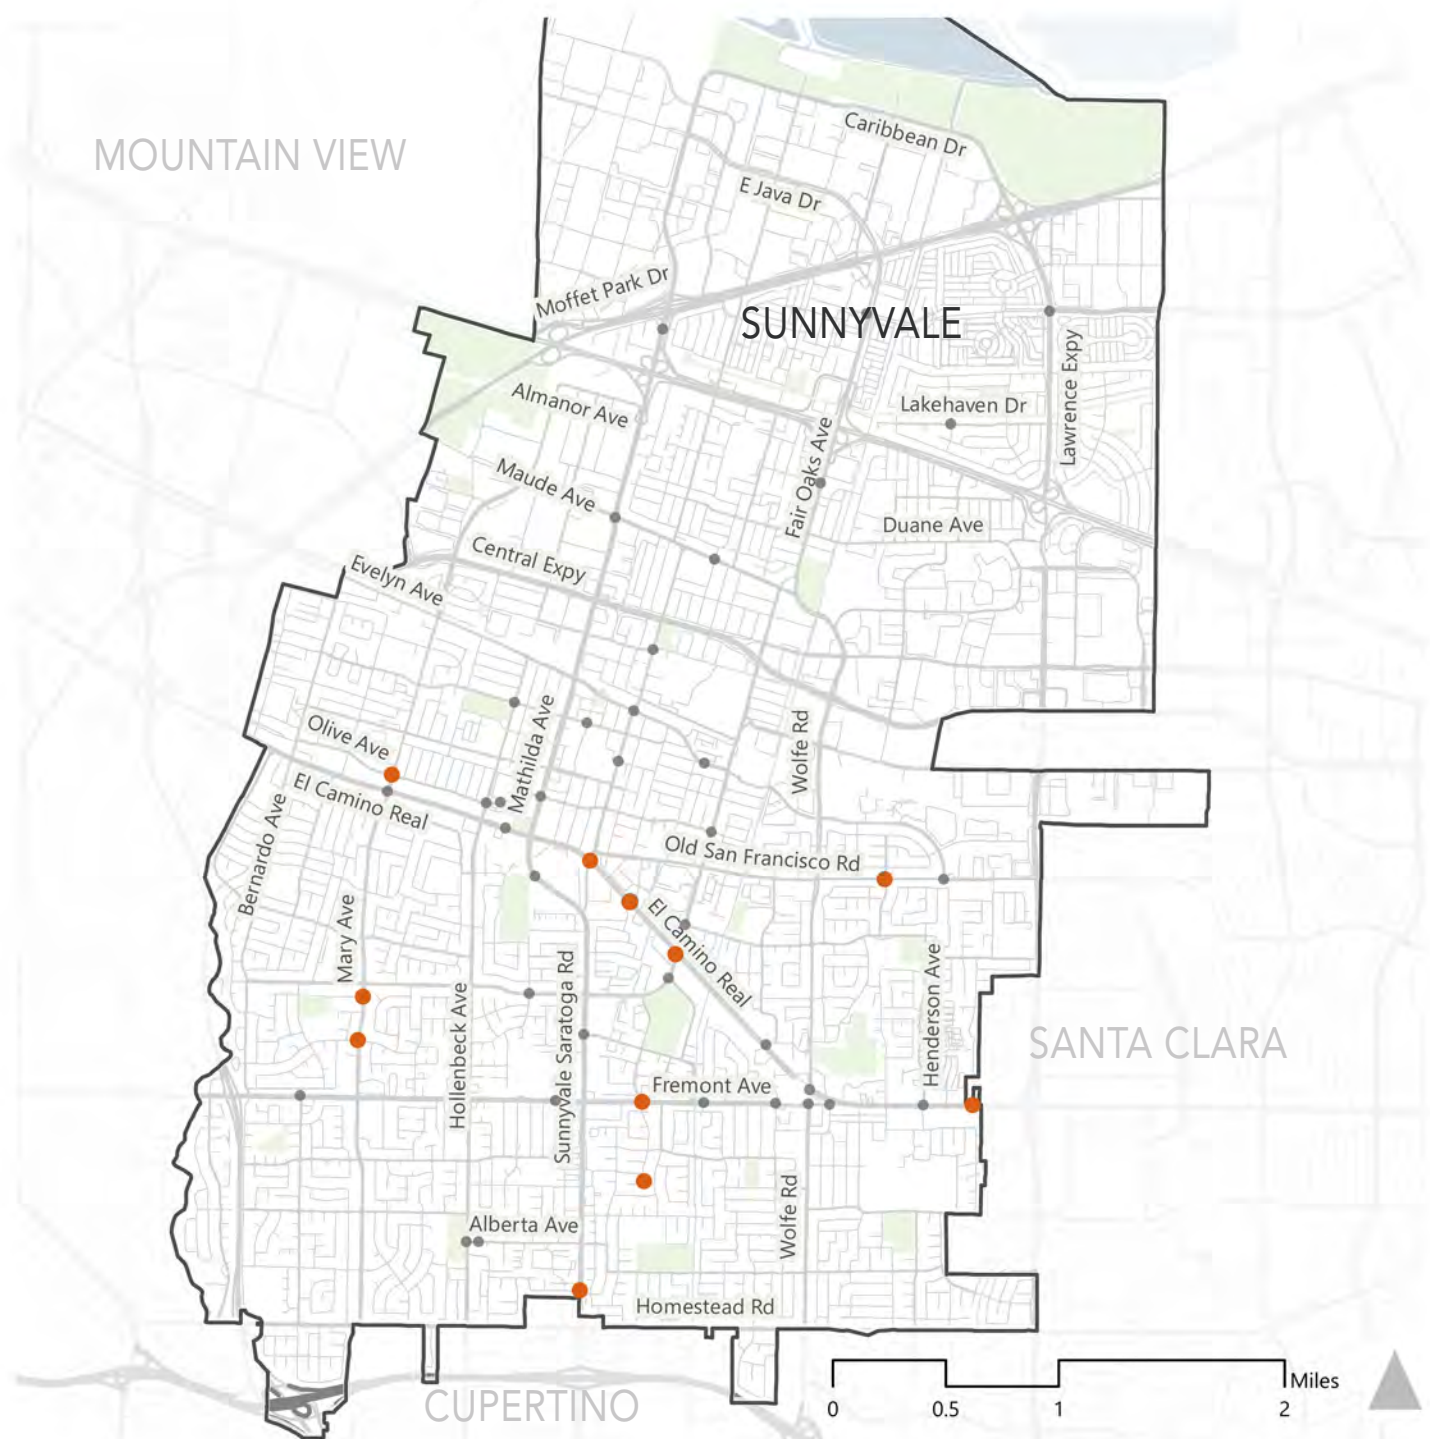 Caribbean Dr
MOUNTAIN VIEW
E Java Dr
Moffet Park Dr
SUNNYVALE
Almanor Ave
Lakehaven Dr
Lawrence Expy
Fair Oaks Ave
Maude Ave
Duane Ave
Central Expy
Evelyn Ave
Mathilda Ave
Olive Ave
Wolfe Rd
El Camino Real
Bernardo Ave
Old San Francisco Rd
Mary Ave
El Camino Real
Sunnyvale Saratoga Rd
Hollenbeck Ave
Henderson Ave
SANTA CLARA
Fremont Ave
Wolfe Rd
Alberta Ave
Homestead Rd
CUPERTINO
Miles
0 0.5 1 2